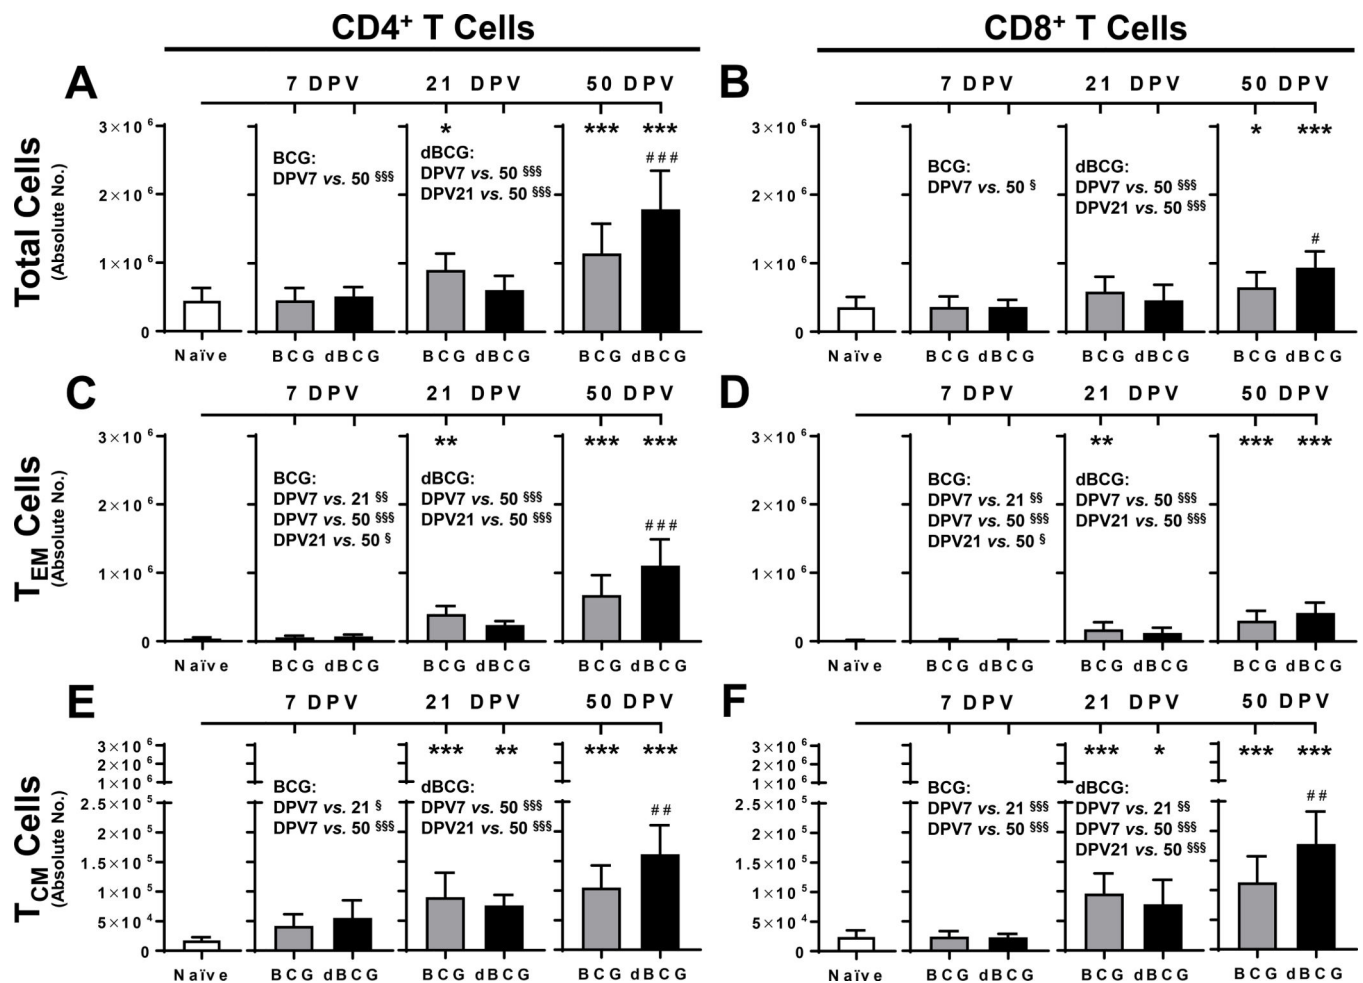 CD4⁺ T Cells
CD8⁺ T Cells
A
7 DPV
21 DPV
50 DPV
Total Cells
(Absolute No.)
3×10⁶
2×10⁶
1×10⁶
0
BCG:
DPV7 vs. 50 §§§
*
dBCG:
DPV7 vs. 50 §§§
DPV21 vs. 50 §§§
***
***
###
Naïve
BCG dBCG
BCG dBCG
BCG dBCG
B
7 DPV
21 DPV
50 DPV
3×10⁶
2×10⁶
1×10⁶
0
BCG:
DPV7 vs. 50 §
dBCG:
DPV7 vs. 50 §§§
DPV21 vs. 50 §§§
*
***
#
Naïve
BCG dBCG
BCG dBCG
BCG dBCG
C
7 DPV
21 DPV
50 DPV
T_EM Cells
(Absolute No.)
3×10⁶
2×10⁶
1×10⁶
0
BCG:
DPV7 vs. 21 §§
DPV7 vs. 50 §§§
DPV21 vs. 50 §
**
dBCG:
DPV7 vs. 50 §§§
DPV21 vs. 50 §§§
***
***
###
Naïve
BCG dBCG
BCG dBCG
BCG dBCG
D
7 DPV
21 DPV
50 DPV
3×10⁶
2×10⁶
1×10⁶
0
BCG:
DPV7 vs. 21 §§
DPV7 vs. 50 §§§
DPV21 vs. 50 §
**
dBCG:
DPV7 vs. 50 §§§
DPV21 vs. 50 §§§
***
***
Naïve
BCG dBCG
BCG dBCG
BCG dBCG
E
7 DPV
21 DPV
50 DPV
T_CM Cells
(Absolute No.)
3×10⁶
2×10⁶
1×10⁶
2.5×10⁵
2×10⁵
1.5×10⁵
1×10⁵
5×10⁴
0
BCG:
DPV7 vs. 21 §
DPV7 vs. 50 §§§
***
**
dBCG:
DPV7 vs. 50 §§§
DPV21 vs. 50 §§§
***
***
##
Naïve
BCG dBCG
BCG dBCG
BCG dBCG
F
7 DPV
21 DPV
50 DPV
3×10⁶
2×10⁶
1×10⁶
2.5×10⁵
2×10⁵
1.5×10⁵
1×10⁵
5×10⁴
0
BCG:
DPV7 vs. 21 §§§
DPV7 vs. 50 §§§
***
*
dBCG:
DPV7 vs. 21 §§
DPV7 vs. 50 §§§
DPV21 vs. 50 §§§
***
***
##
Naïve
BCG dBCG
BCG dBCG
BCG dBCG